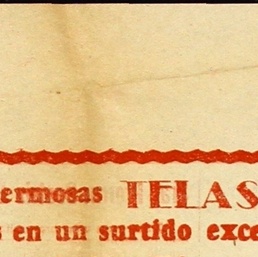 ermosas TELAS
s en un surtido exce